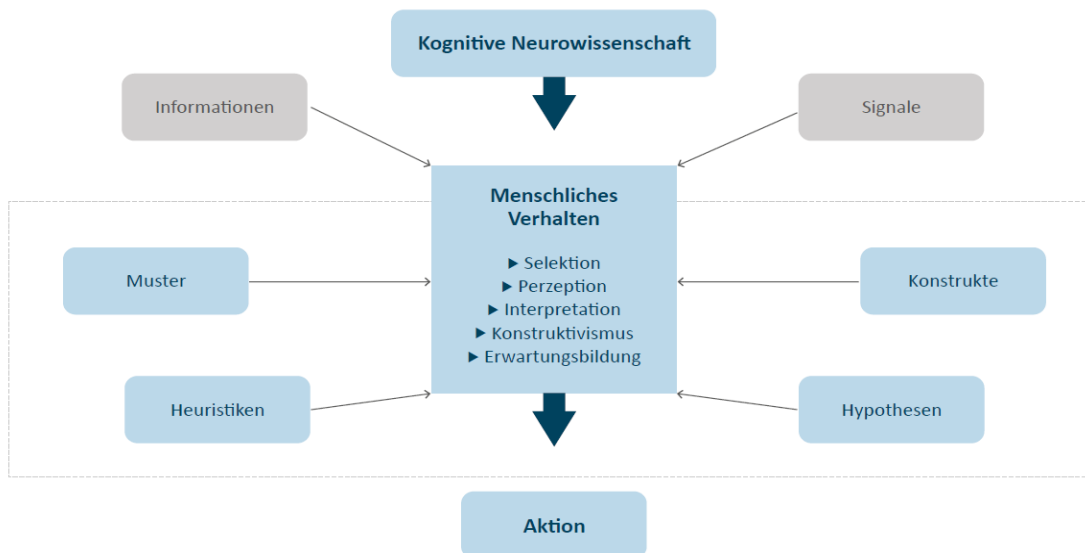 Kognitive Neurowissenschaft
Informationen
Signale
Menschliches
Verhalten
▶ Selektion
▶ Perzeption
▶ Interpretation
▶ Konstruktivismus
▶ Erwartungsbildung
Muster
Konstrukte
Heuristiken
Hypothesen
Aktion